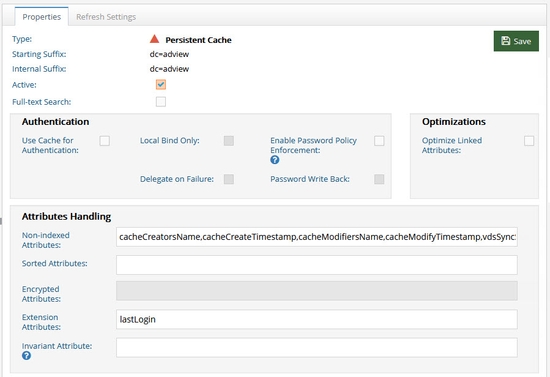 Properties
Refresh Settings
Type:
Persistent Cache
Save
Starting Suffix:
dc=adview
Internal Suffix:
dc=adview
Active:
Full-text Search:
Authentication
Optimizations
Use Cache for
Authentication:
Local Bind Only:
Enable Password Policy
Enforcement:
Optimize Linked
Attributes:
Delegate on Failure:
Password Write Back:
Attributes Handling
Non-indexed
Attributes:
cacheCreatorsName,cacheCreateTimestamp,cacheModifiersName,cacheModifyTimestamp,vdsSync
Sorted Attributes:
Encrypted
Attributes:
Extension
Attributes:
lastLogin
Invariant Attribute: